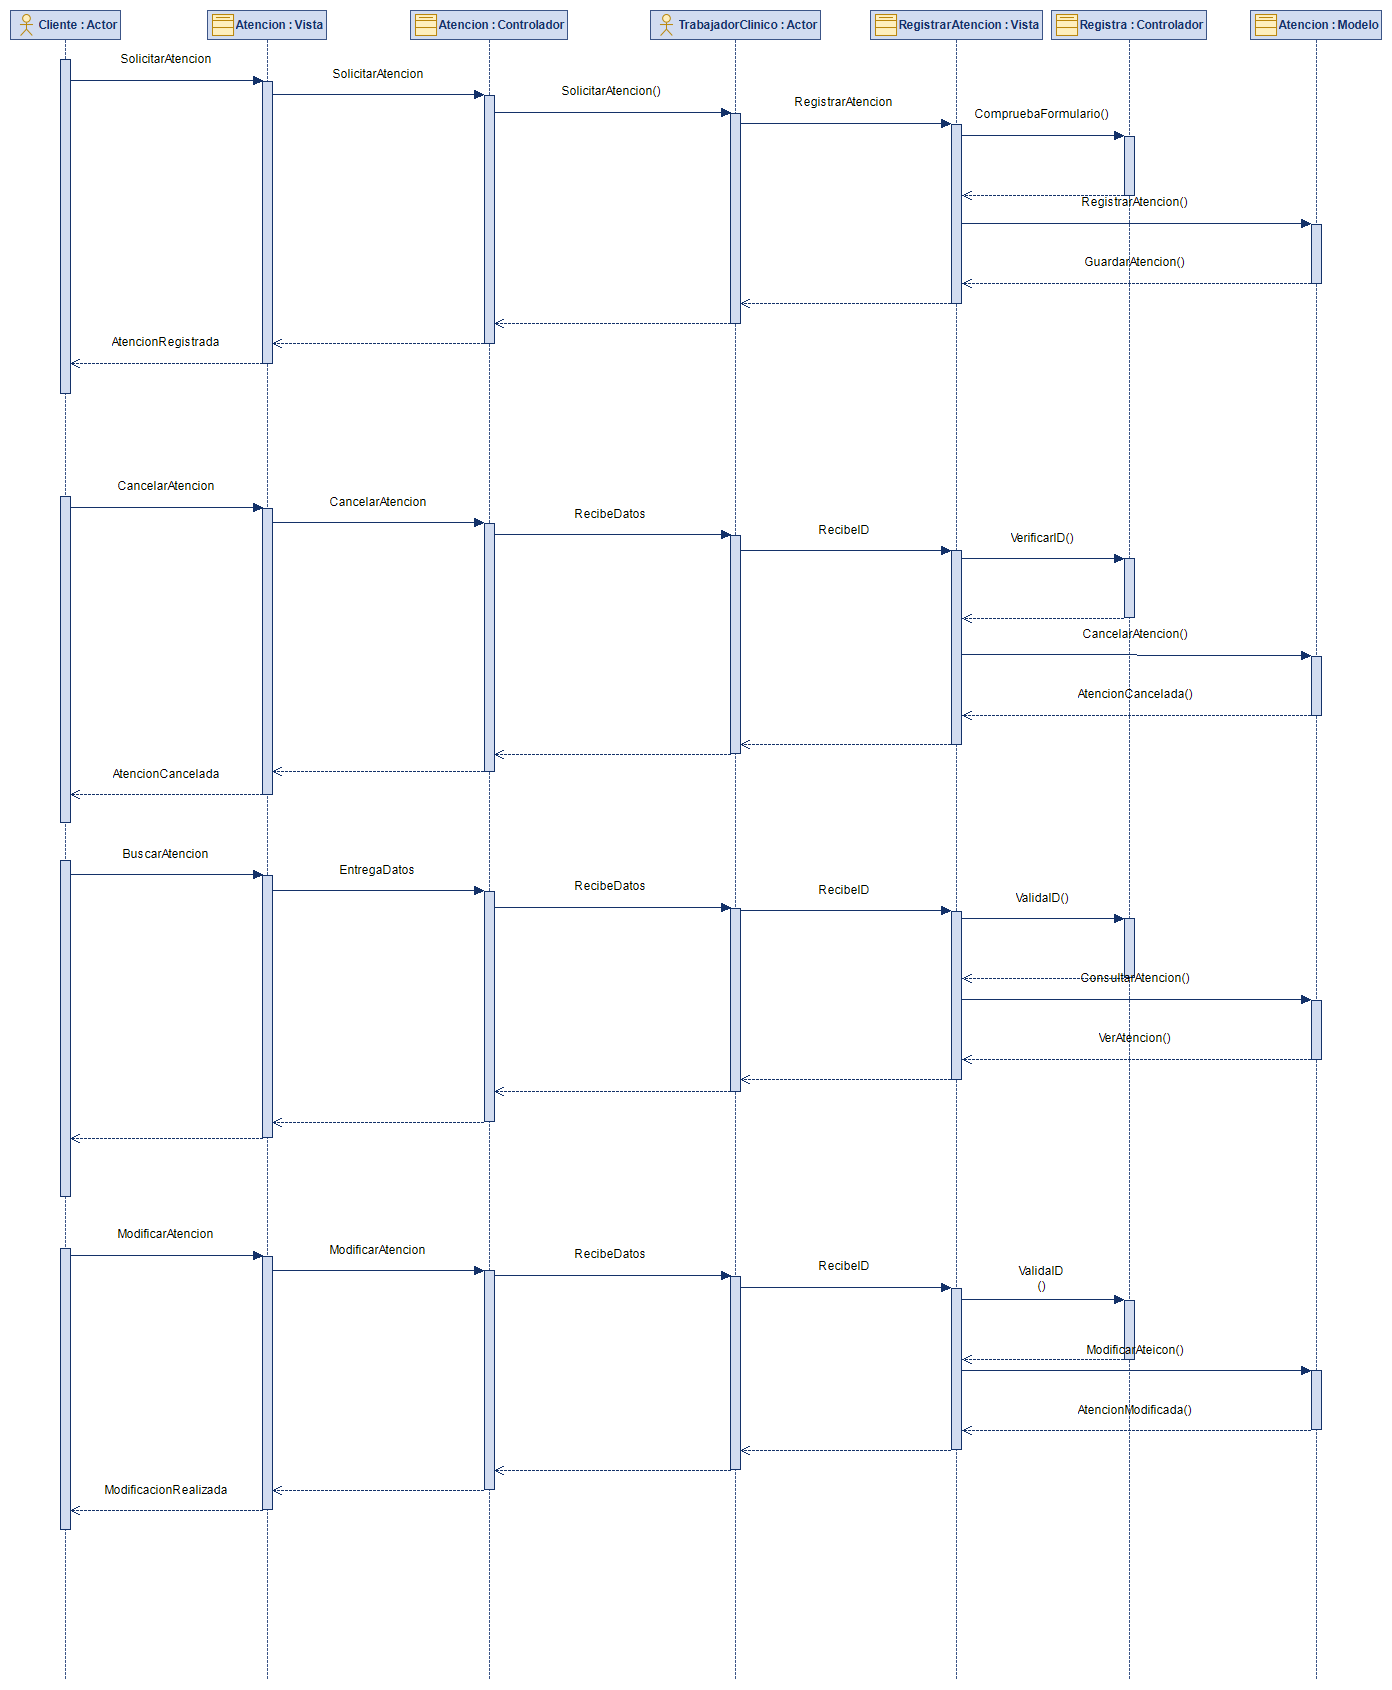 Cliente : Actor
Atencion : Vista
Atencion : Controlador
TrabajadorClinico : Actor
RegistrarAtencion : Vista
Registra : Controlador
Atencion : Modelo
SolicitarAtencion
SolicitarAtencion
SolicitarAtencion()
RegistrarAtencion
CompruebaFormulario()
RegistrarAtencion()
GuardarAtencion()
AtencionRegistrada
CancelarAtencion
CancelarAtencion
RecibeDatos
RecibeID
VerificarID()
CancelarAtencion()
AtencionCancelada()
AtencionCancelada
BuscarAtencion
EntregaDatos
RecibeDatos
RecibeID
ValidaID()
ConsultarAtencion()
VerAtencion()
ModificarAtencion
ModificarAtencion
RecibeDatos
RecibeID
ValidaID
()
ModificarAteicon()
AtencionModificada()
ModificacionRealizada